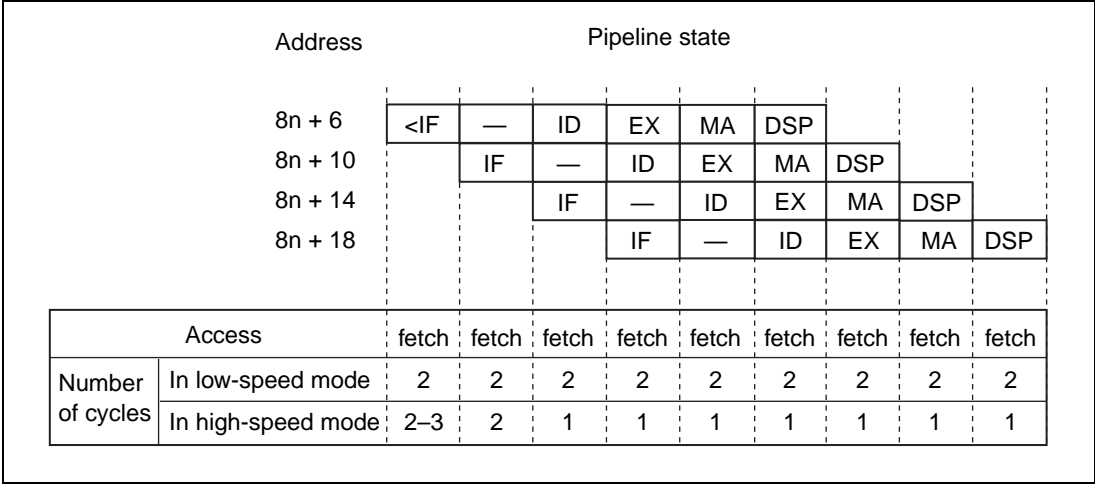 Address Pipeline state
8n + 6 <IF — ID EX MA DSP
8n + 10 IF — ID EX MA DSP
8n + 14 IF — ID EX MA DSP
8n + 18 IF — ID EX MA DSP
Access fetch fetch fetch fetch fetch fetch fetch fetch fetch
Number of cycles In low-speed mode 2 2 2 2 2 2 2 2 2
In high-speed mode 2–3 2 1 1 1 1 1 1 1